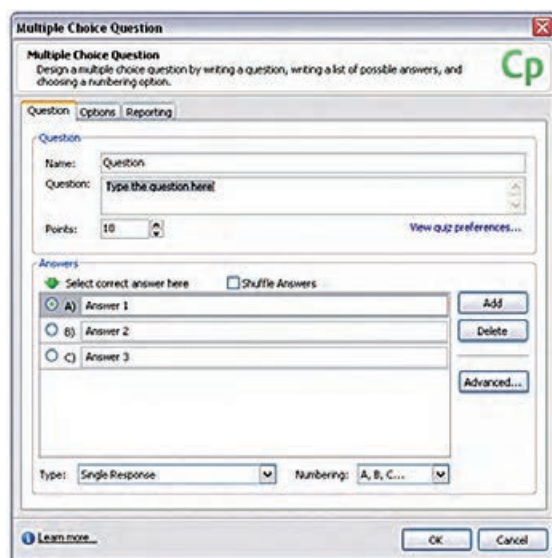 Multiple Choice Question
Multiple Choice Question
Design a multiple choice question by writing a question, writing a list of possible answers, and
choosing a numbering option.
Cp
Question Options Reporting
Question
Name: Question
Question: Type the question here!
Points: 10 View quiz preferences...
Answers
Select correct answer here Shuffle Answers
A) Answer 1 Add
B) Answer 2 Delete
C) Answer 3
Advanced...
Type: Single Response Numbering: A, B, C...
Learn more... OK Cancel